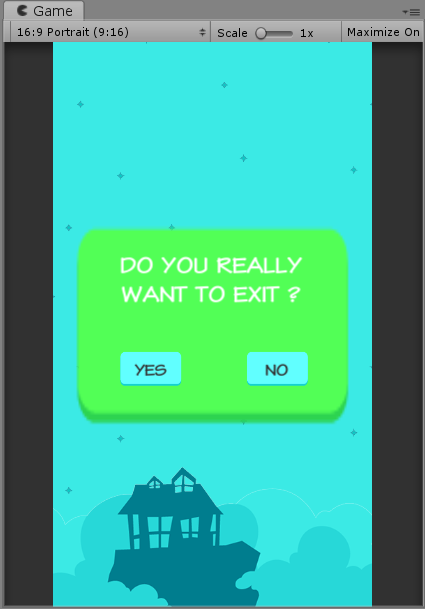 Game
16:9 Portrait (9:16) Scale 1x Maximize On
DO YOU REALLY
WANT TO EXIT ?
YES NO